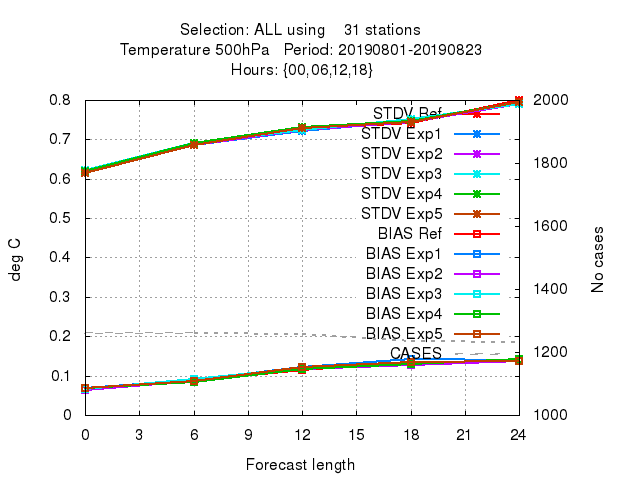 Selection: ALL using 31 stations
Temperature 500hPa Period: 20190801-20190823
Hours: {00,06,12,18}
0.8
0.7
0.6
0.5
0.4
0.3
0.2
0.1
0
deg C
STDV Ref
STDV Exp1
STDV Exp2
STDV Exp3
STDV Exp4
STDV Exp5
BIAS Ref
BIAS Exp1
BIAS Exp2
BIAS Exp3
BIAS Exp4
BIAS Exp5
CASES
2000
1800
1600
1400
1200
1000
No cases
0 3 6 9 12 15 18 21 24
Forecast length